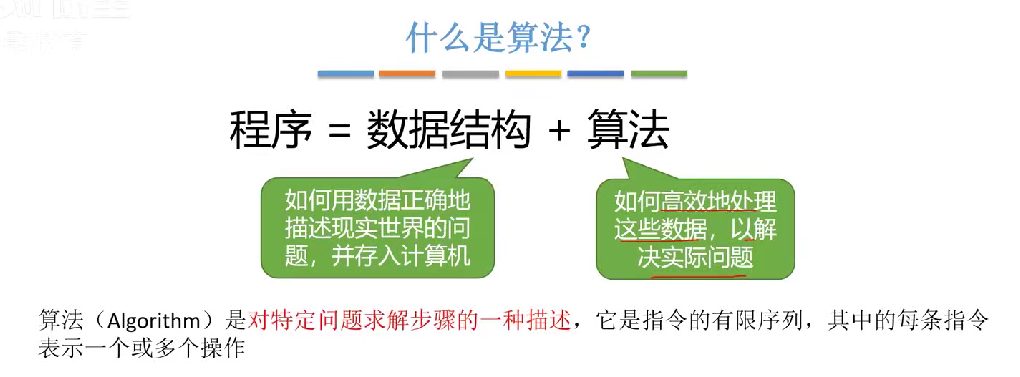 什么是算法？
程序 = 数据结构 + 算法
如何用数据正确地
描述现实世界的问
题，并存入计算机
如何高效地处理
这些数据，以解
决实际问题
算法（Algorithm）是对特定问题求解步骤的一种描述，它是指令的有限序列，其中的每条指令
表示一个或多个操作